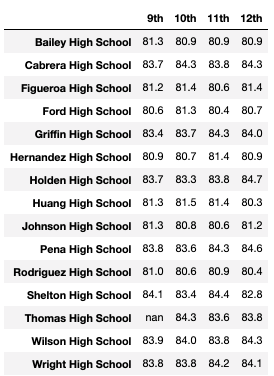 9th 10th 11th 12th
Bailey High School 81.3 80.9 80.9 80.9
Cabrera High School 83.7 84.3 83.8 84.3
Figueroa High School 81.2 81.4 80.6 81.4
Ford High School 80.6 81.3 80.4 80.7
Griffin High School 83.4 83.7 84.3 84.0
Hernandez High School 80.9 80.7 81.4 80.9
Holden High School 83.7 83.3 83.8 84.7
Huang High School 81.3 81.5 81.4 80.3
Johnson High School 81.3 80.8 80.6 81.2
Pena High School 83.8 83.6 84.3 84.6
Rodriguez High School 81.0 80.6 80.9 80.4
Shelton High School 84.1 83.4 84.4 82.8
Thomas High School nan 84.3 83.6 83.8
Wilson High School 83.9 84.0 83.8 84.3
Wright High School 83.8 83.8 84.2 84.1